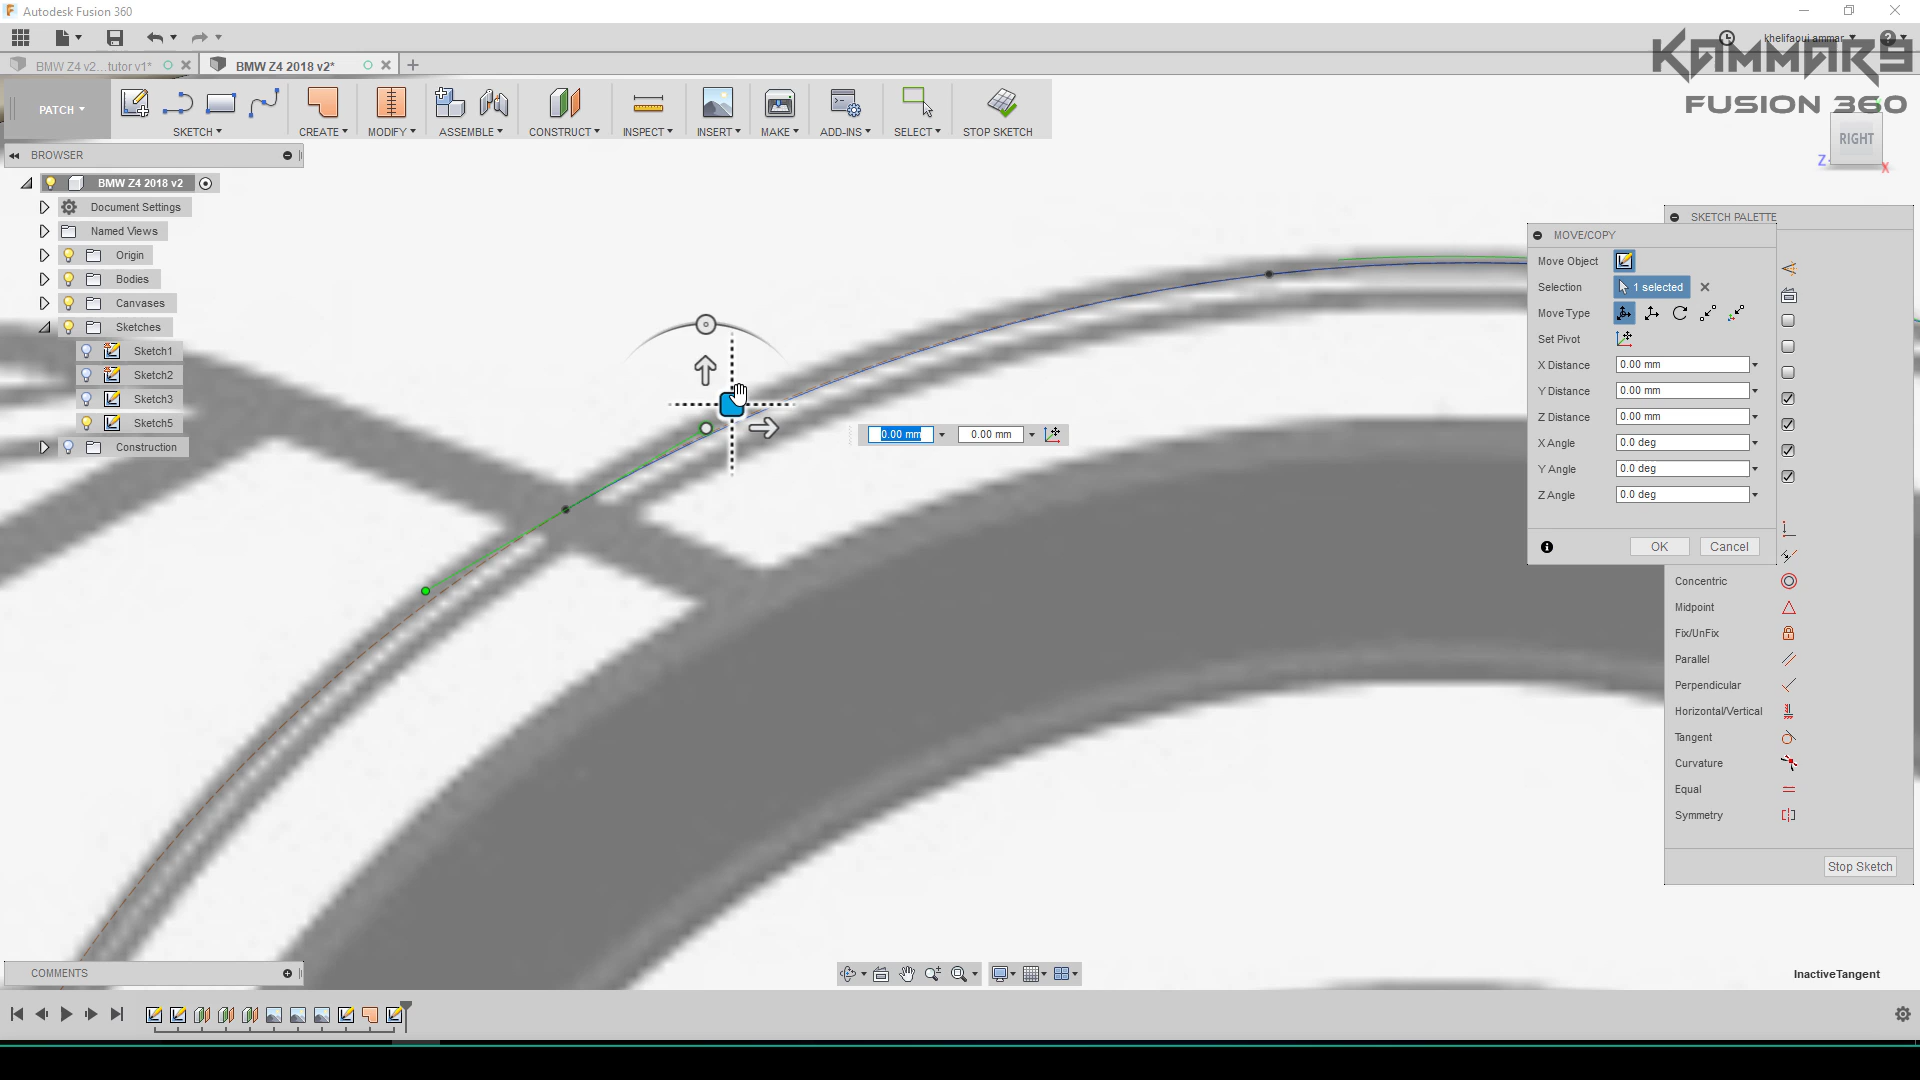 Autodesk Fusion 360
khelifaoui ammar
KAMMAR9
FUSION 360
BMW Z4 v2...tutor v1*
BMW Z4 2018 v2*
PATCH
SKETCH
CREATE
MODIFY
ASSEMBLE
CONSTRUCT
INSPECT
INSERT
MAKE
ADD-INS
SELECT
STOP SKETCH
RIGHT
Z
X
BROWSER
BMW Z4 2018 v2
Document Settings
Named Views
Origin
Bodies
Canvases
Sketches
Sketch1
Sketch2
Sketch3
Sketch5
Construction
0.00 mm
0.00 mm
SKETCH PALETTE
MOVE/COPY
Move Object
Selection
1 selected
Move Type
Set Pivot
X Distance
0.00 mm
Y Distance
0.00 mm
Z Distance
0.00 mm
X Angle
0.0 deg
Y Angle
0.0 deg
Z Angle
0.0 deg
OK
Cancel
Concentric
Midpoint
Fix/UnFix
Parallel
Perpendicular
Horizontal/Vertical
Tangent
Curvature
Equal
Symmetry
Stop Sketch
COMMENTS
InactiveTangent